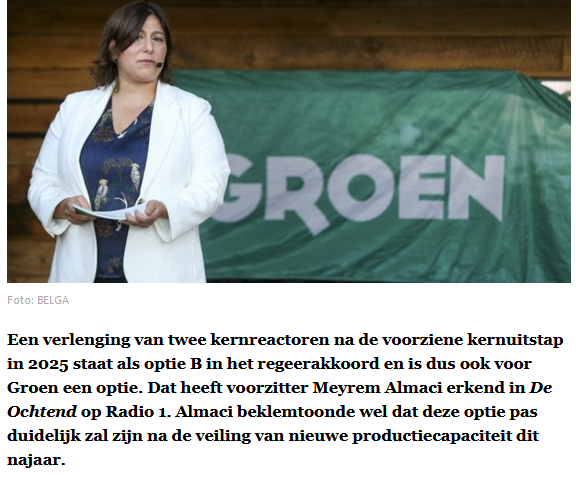 GROEN
Foto: BELGA
Een verlenging van twee kernreactoren na de voorziene kernuitstap
in 2025 staat als optie B in het regeerakkoord en is dus ook voor
Groen een optie. Dat heeft voorzitter Meyrem Almaci erkend in De
Ochtend op Radio 1. Almaci beklemtoonde wel dat deze optie pas
duidelijk zal zijn na de veiling van nieuwe productiecapaciteit dit
najaar.